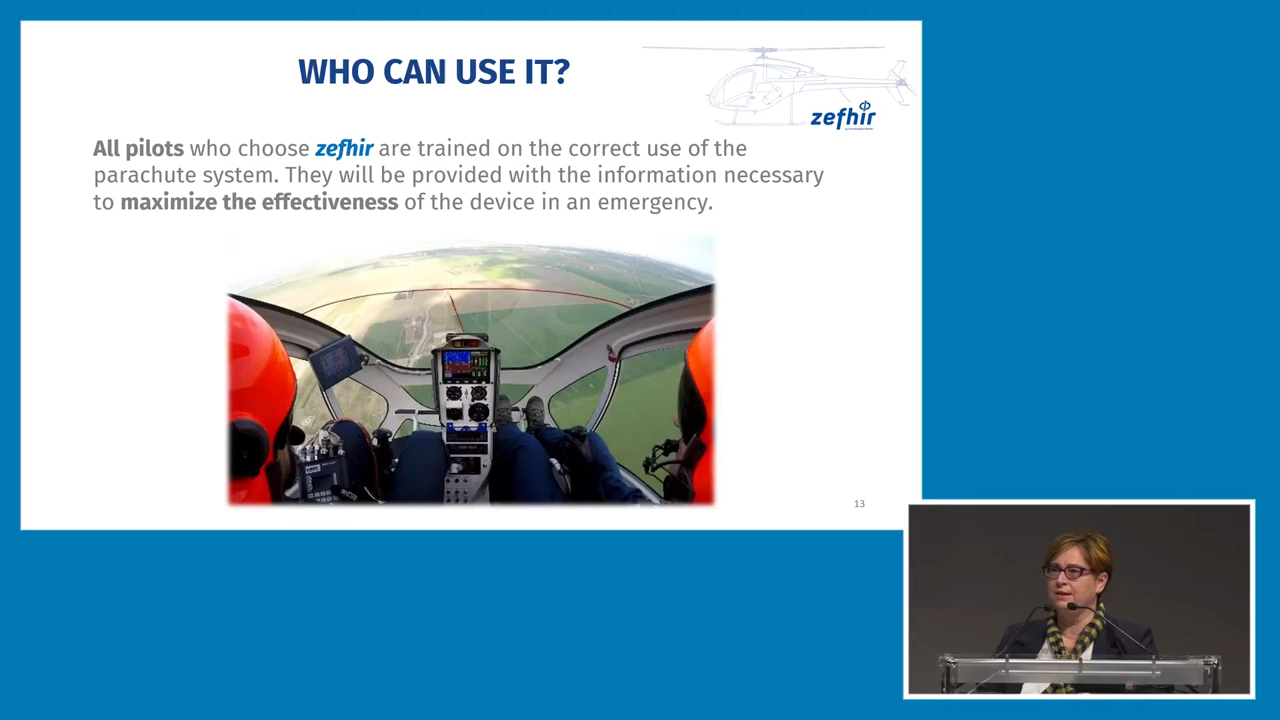 WHO CAN USE IT?
zefhir
All pilots who choose zefhir are trained on the correct use of the
parachute system. They will be provided with the information necessary
to maximize the effectiveness of the device in an emergency.
13